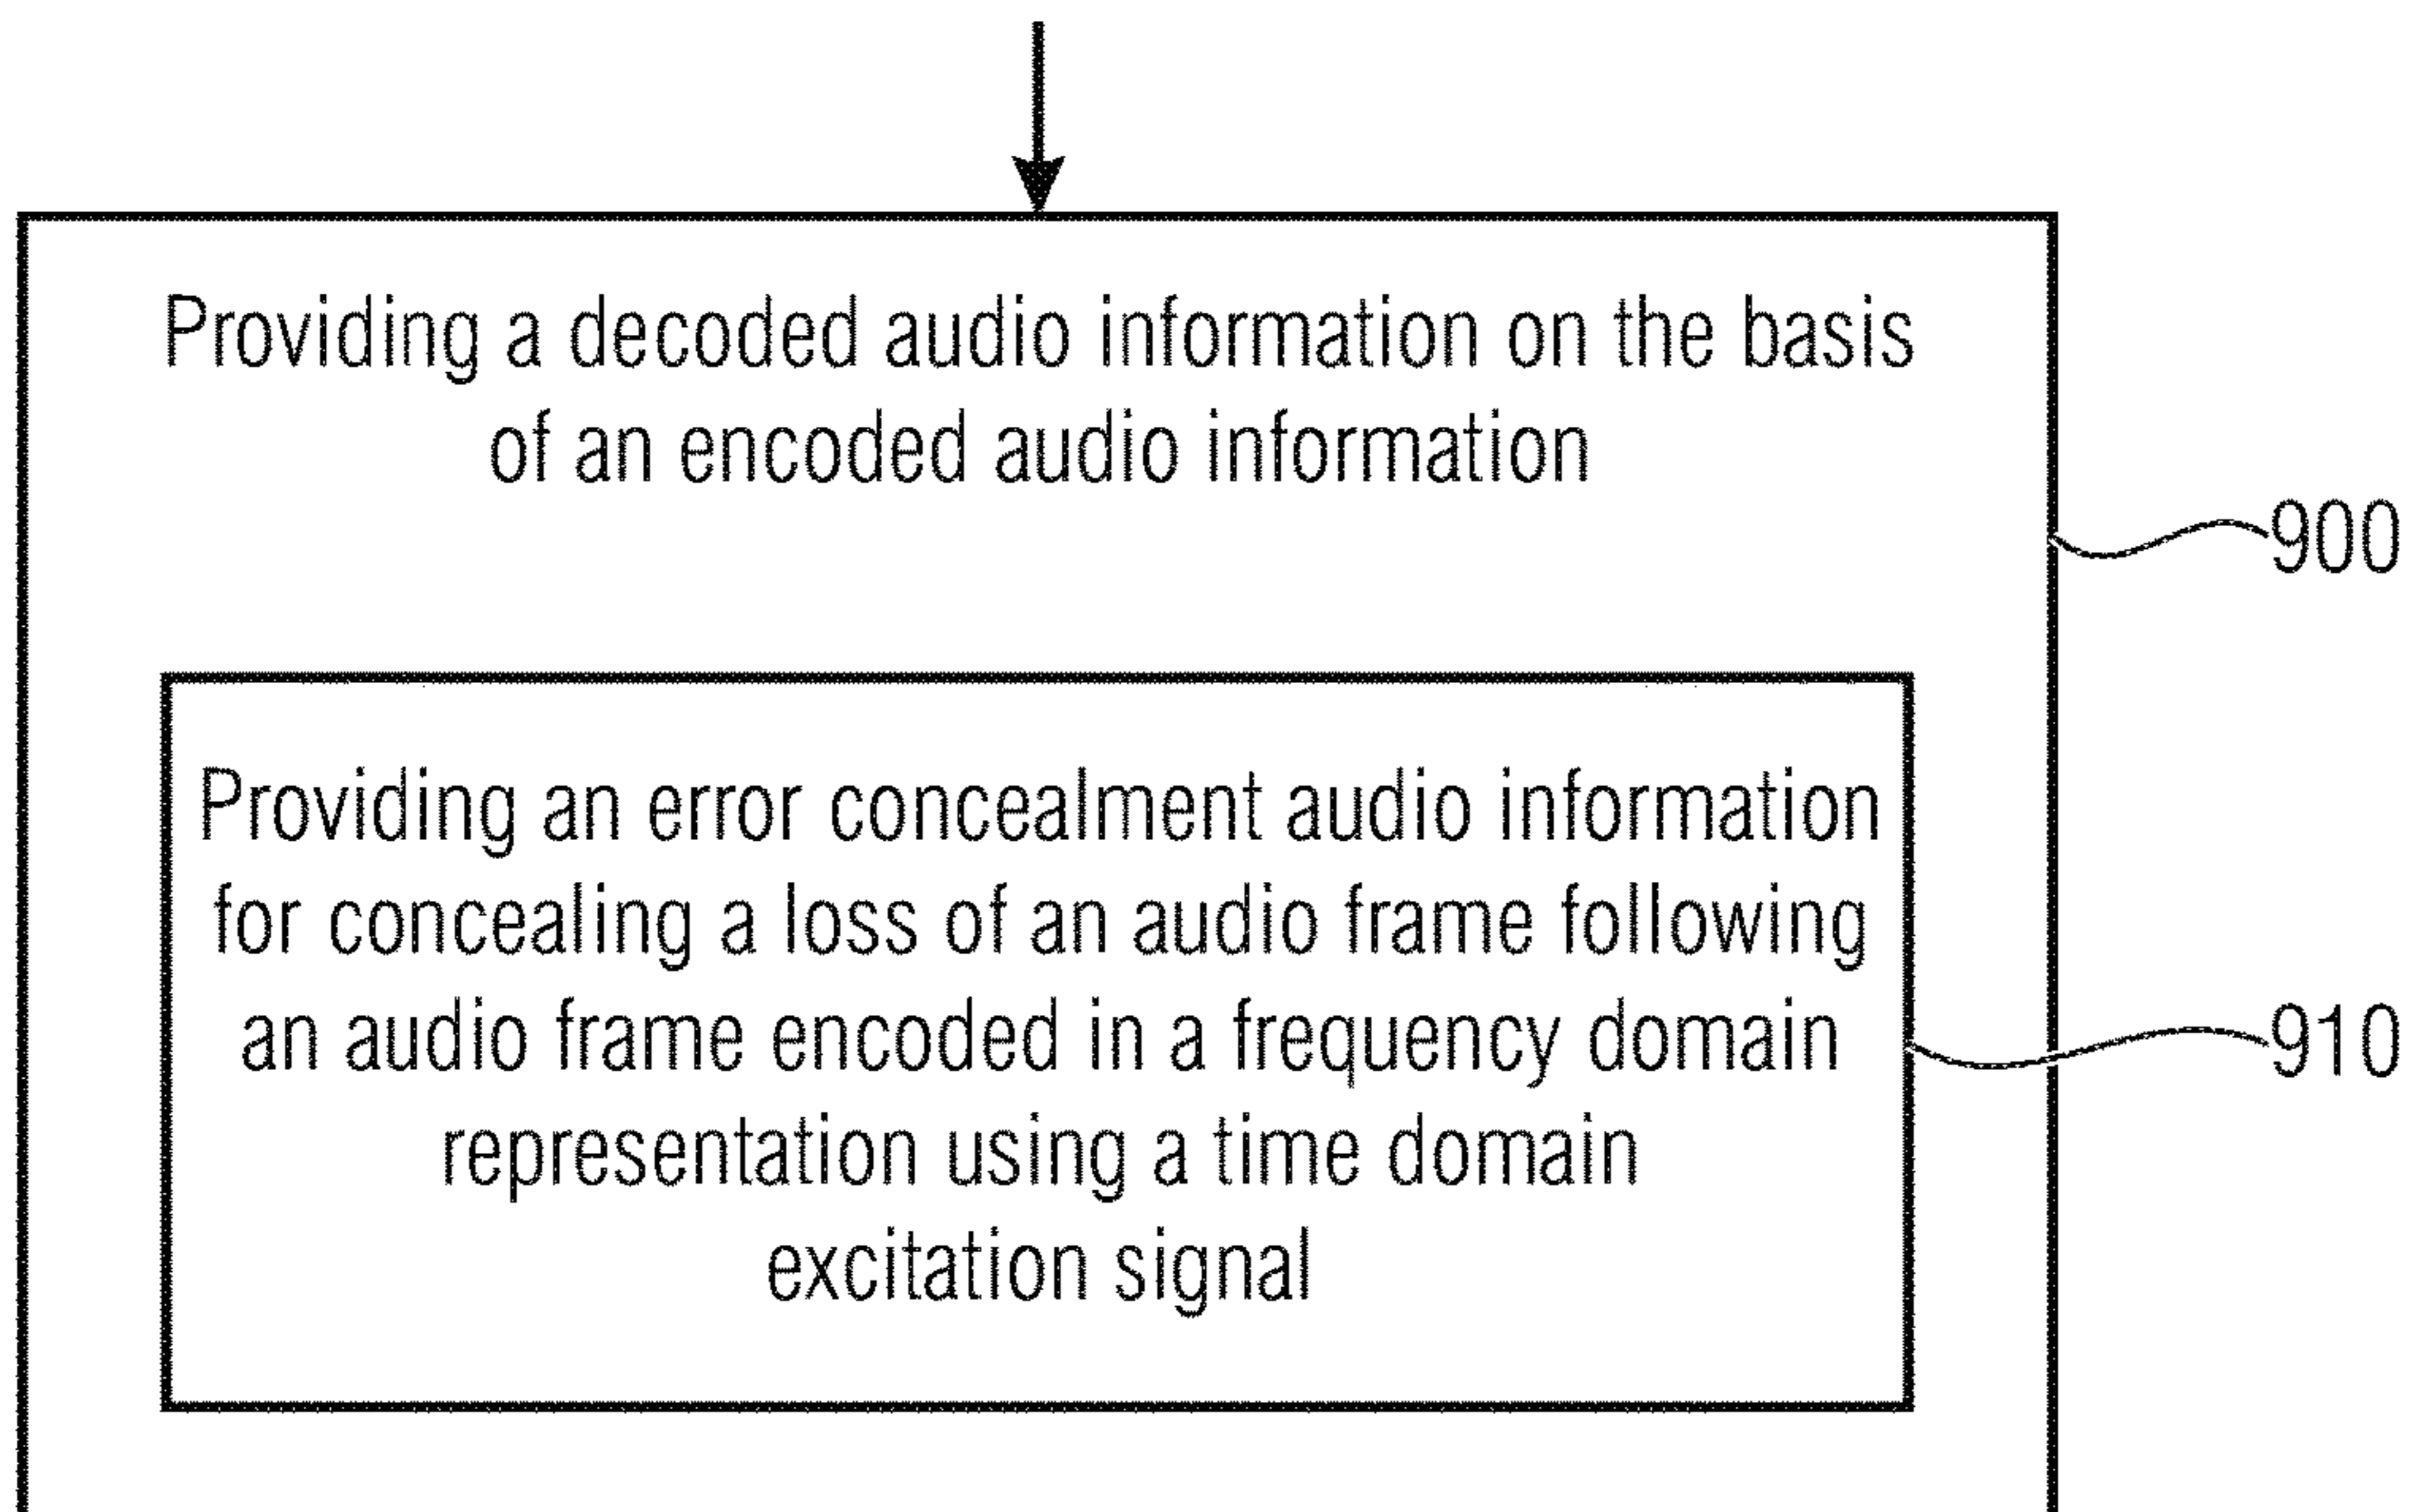 Providing a decoded audio information on the basis
of an encoded audio information
900
Providing an error concealment audio information
for concealing a loss of an audio frame following
an audio frame encoded in a frequency domain
910
representation using a time domain
excitation signal